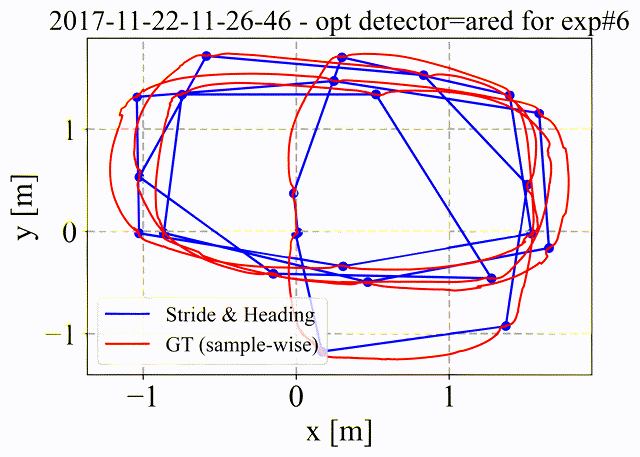 2017-11-22-11-26-46 - opt detector=ared for exp#6
y [m]
1
0
−1
Stride & Heading
GT (sample-wise)
−1 0 1
x [m]